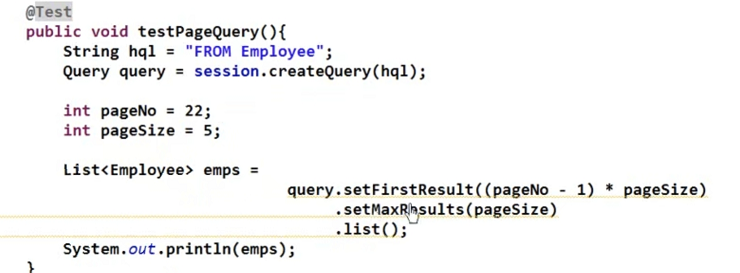 @Test
public void testPageQuery(){
String hql = "FROM Employee";
Query query = session.createQuery(hql);
int pageNo = 22;
int pageSize = 5;
List<Employee> emps =
query.setFirstResult((pageNo - 1) * pageSize)
.setMaxResults(pageSize)
.list();
System.out.println(emps);
}